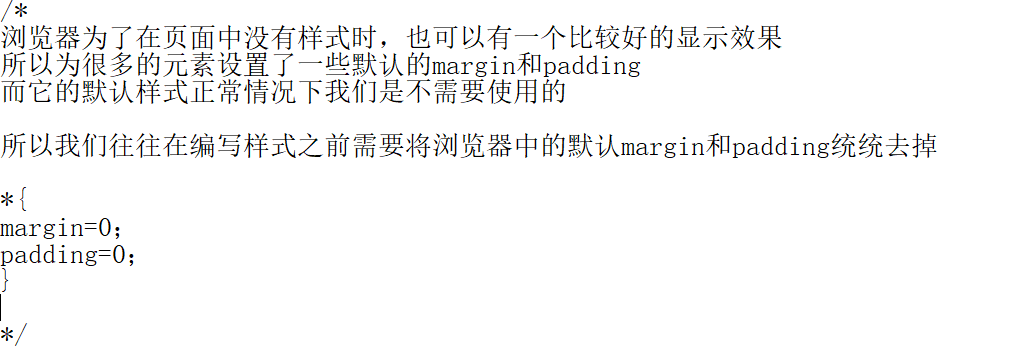 /*
浏览器为了在页面中没有样式时，也可以有一个比较好的显示效果
所以为很多的元素设置了一些默认的margin和padding
而它的默认样式正常情况下我们是不需要使用的
所以我们往往在编写样式之前需要将浏览器中的默认margin和padding统统去掉
*{
margin=0;
padding=0;
}
*/